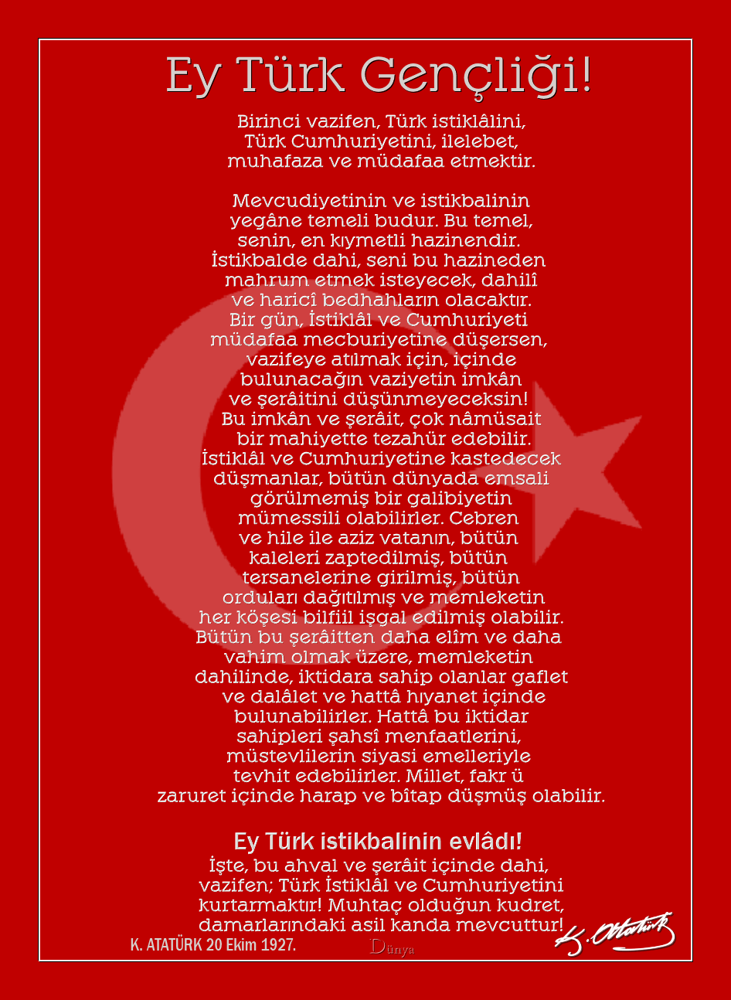 Ey Türk Gençliği!
Birinci vazifen, Türk istiklâlini,
Türk Cumhuriyetini, ilelebet,
muhafaza ve müdafaa etmektir.
Mevcudiyetinin ve istikbalinin
yegâne temeli budur. Bu temel,
senin, en kıymetli hazinendir.
İstikbalde dahi, seni bu hazineden
mahrum etmek isteyecek, dahilî
ve haricî bedhahların olacaktır.
Bir gün, İstiklâl ve Cumhuriyeti
müdafaa mecburiyetine düşersen,
vazifeye atılmak için, içinde
bulunacağın vaziyetin imkân
ve şerâitini düşünmeyeceksin!
Bu imkân ve şerâit, çok nâmüsait
bir mahiyette tezahür edebilir.
İstiklâl ve Cumhuriyetine kastedecek
düşmanlar, bütün dünyada emsali
görülmemiş bir galibiyetin
mümessili olabilirler. Cebren
ve hile ile aziz vatanın, bütün
kaleleri zaptedilmiş, bütün
tersanelerine girilmiş, bütün
orduları dağıtılmış ve memleketin
her köşesi bilfiil işgal edilmiş olabilir.
Bütün bu şerâitten daha elîm ve daha
vahim olmak üzere, memleketin
dahilinde, iktidara sahip olanlar gaflet
ve dalâlet ve hattâ hıyanet içinde
bulunabilirler. Hattâ bu iktidar
sahipleri şahsî menfaatlerini,
müstevlilerin siyasi emelleriyle
tevhit edebilirler. Millet, fakr ü
zaruret içinde harap ve bîtap düşmüş olabilir.
Ey Türk istikbalinin evlâdı!
İşte, bu ahval ve şerâit içinde dahi,
vazifen; Türk İstiklâl ve Cumhuriyetini
kurtarmaktır! Muhtaç olduğun kudret,
damarlarındaki asil kanda mevcuttur!
K. Atatürk
K. ATATÜRK 20 Ekim 1927.
Dünya